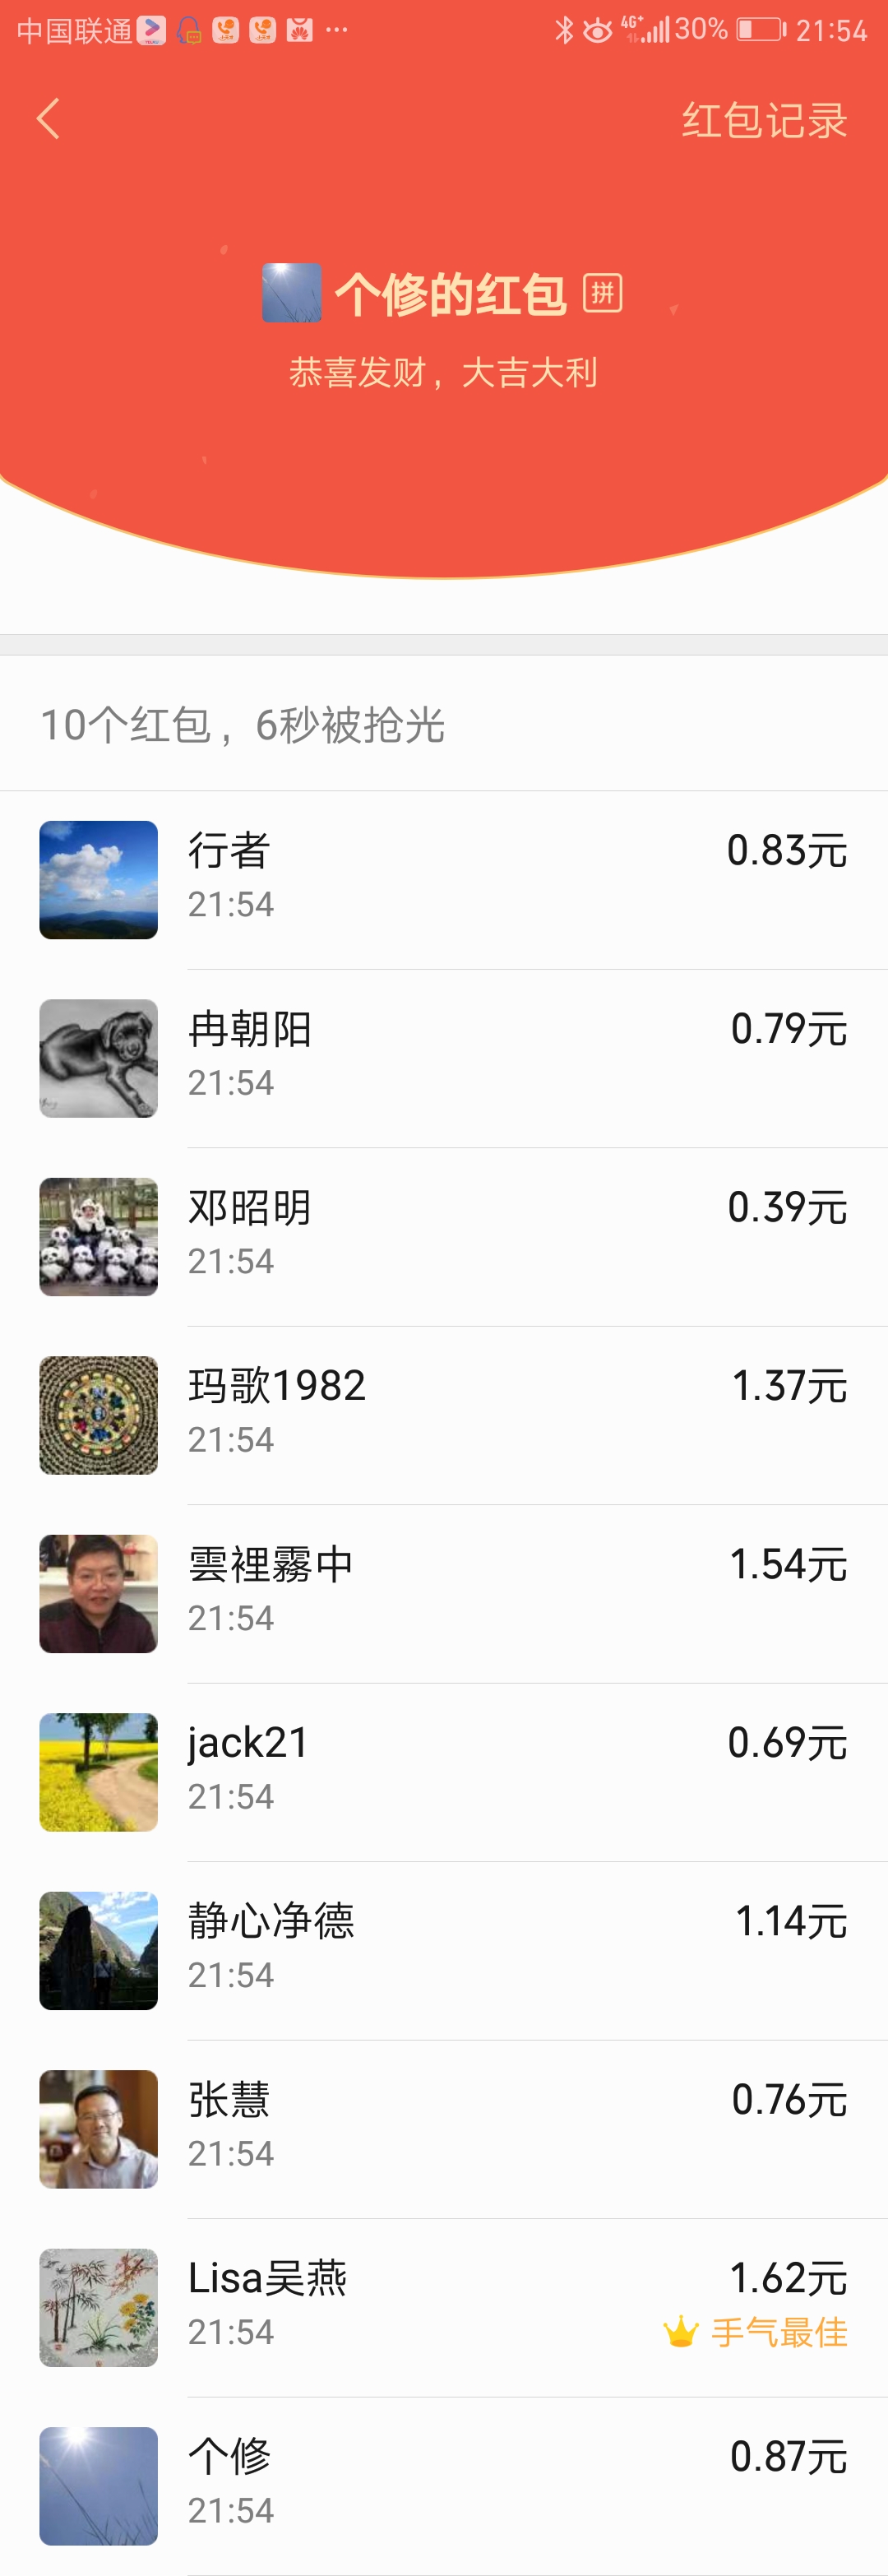 中国联通 4G+ 30% 21:54
红包记录
个修的红包 拼
恭喜发财，大吉大利
10个红包，6秒被抢光
行者 0.83元
21:54
冉朝阳 0.79元
21:54
邓昭明 0.39元
21:54
玛歌1982 1.37元
21:54
雲裡霧中 1.54元
21:54
jack21 0.69元
21:54
静心净德 1.14元
21:54
张慧 0.76元
21:54
Lisa吴燕 1.62元
21:54 手气最佳
个修 0.87元
21:54